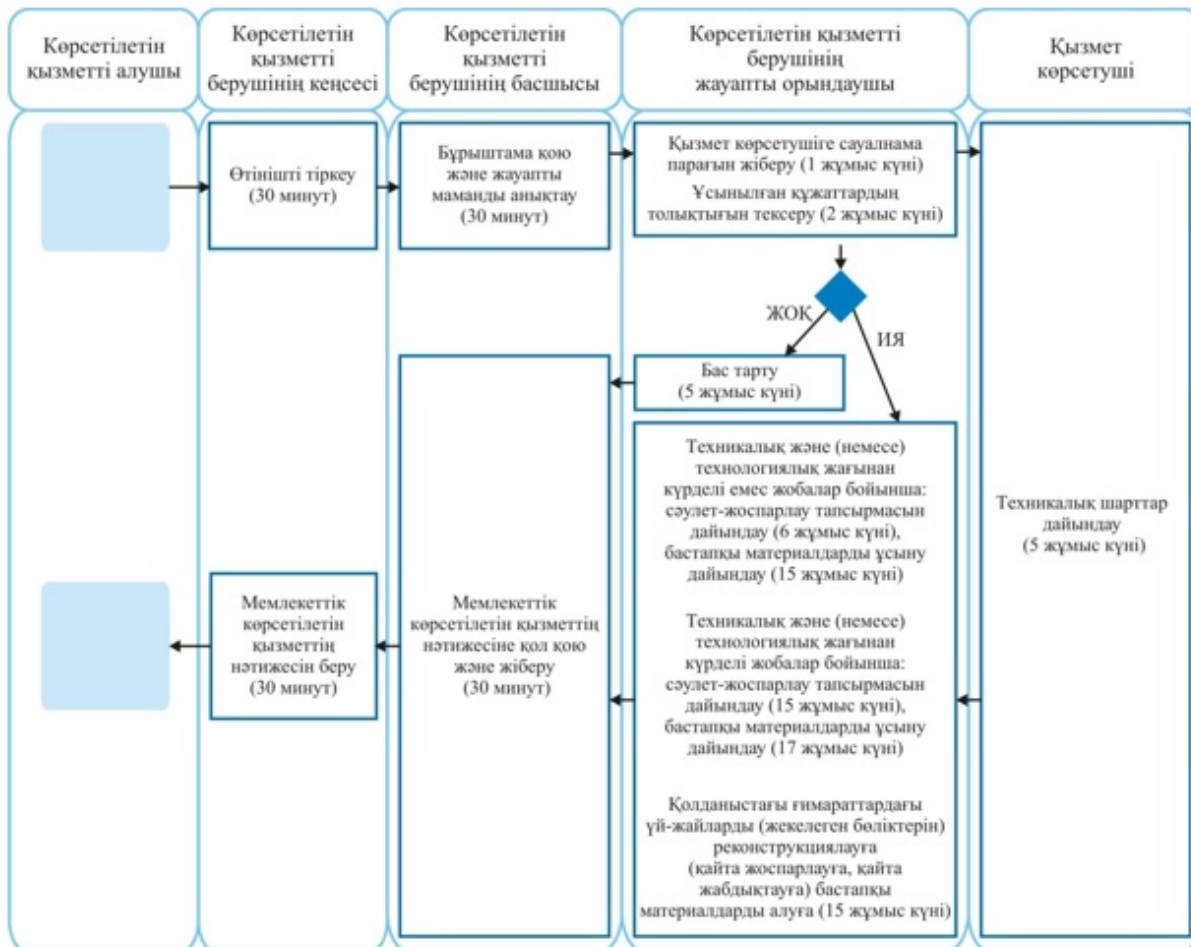 Көрсетілетін
қызметті алушы
Көрсетілетін
қызметті
берушінің кеңсесі
Көрсетілетін
қызметті
берушінің басшысы
Көрсетілетін қызметті
берушінің
жауапты орындаушы
Қызмет
көрсетуші
Өтінішті тіркеу
(30 минут)
Бұрыштама қою
және жауапты
маманды анықтау
(30 минут)
Қызмет көрсетушіге сауалнама
парағын жіберу (1 жұмыс күні)
Ұсынылған құжаттардың
толықтығын тексеру (2 жұмыс күні)
ЖОҚ
ИЯ
Бас тарту
(5 жұмыс күні)
Техникалық және (немесе)
технологиялық жағынан
күрделі емес жобалар бойынша:
сәулет-жоспарлау тапсырмасын
дайындау (6 жұмыс күні),
бастапқы материалдарды ұсыну
дайындау (15 жұмыс күні)
Техникалық және (немесе)
технологиялық жағынан
күрделі жобалар бойынша:
сәулет-жоспарлау тапсырмасын
дайындау (15 жұмыс күні),
бастапқы материалдарды ұсыну
дайындау (17 жұмыс күні)
Қолданыстағы ғимараттардағы
үй-жайларды (жекелеген бөліктерін)
реконструкциялауға
(қайта жоспарлауға, қайта
жабдықтауға) бастапқы
материалдарды алуға (15 жұмыс күні)
Техникалық шарттар
дайындау
(5 жұмыс күні)
Мемлекеттік
көрсетілетін қызметтің
нәтижесіне қол қою
және жіберу
(30 минут)
Мемлекеттік
көрсетілетін
қызметтің
нәтижесін беру
(30 минут)